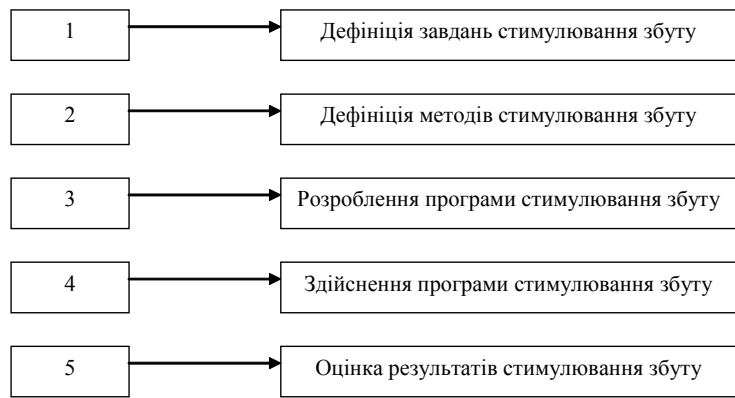 1 Дефініція завдань стимулювання збуту
2 Дефініція методів стимулювання збуту
3 Розроблення програми стимулювання збуту
4 Здійснення програми стимулювання збуту
5 Оцінка результатів стимулювання збуту